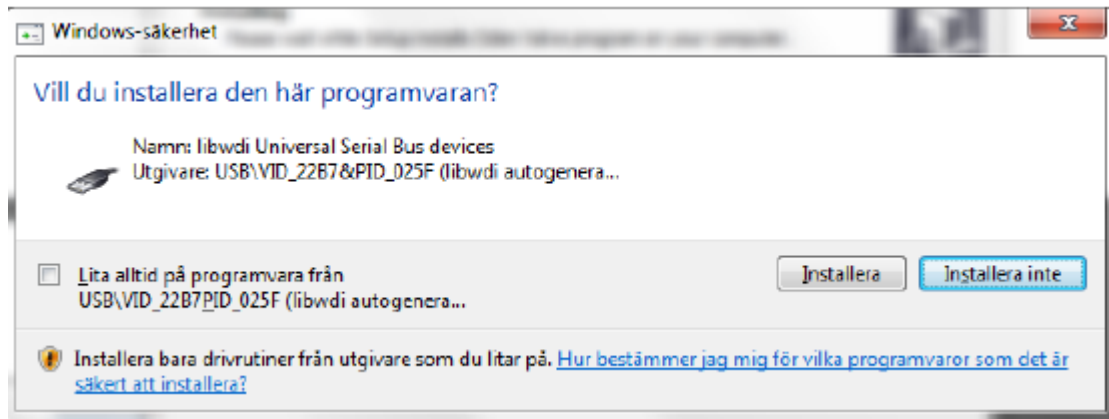 Windows-säkerhet
Vill du installera den här programvaran?
Namn: libwdi Universal Serial Bus devices
Utgivare: USB\VID_22B7&PID_025F (libwdi autogenera...
Lita alltid på programvara från
USB\VID_22B7PID_025F (libwdi autogenera...
Installera
Installera inte
Installera bara drivrutiner från utgivare som du litar på. Hur bestämmer jag mig för vilka programvaror som det är
säkert att installera?